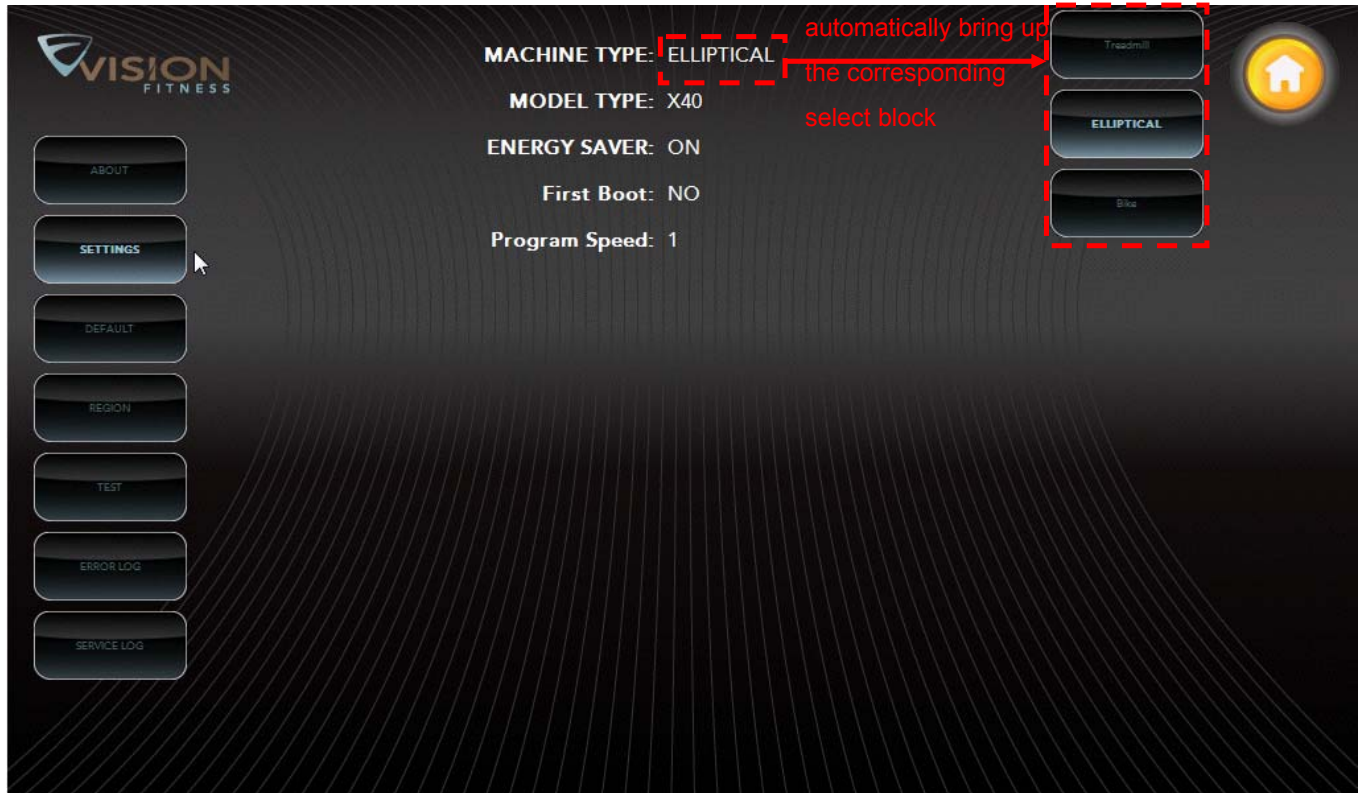 VISION
FITNESS
MACHINE TYPE: ELLIPTICAL
MODEL TYPE: X40
ENERGY SAVER: ON
First Boot: NO
Program Speed: 1
automatically bring up
the corresponding
select block
Treadmill
ELLIPTICAL
Bike
ABOUT
SETTINGS
DEFAULT
REGION
TEST
ERROR LOG
SERVICE LOG